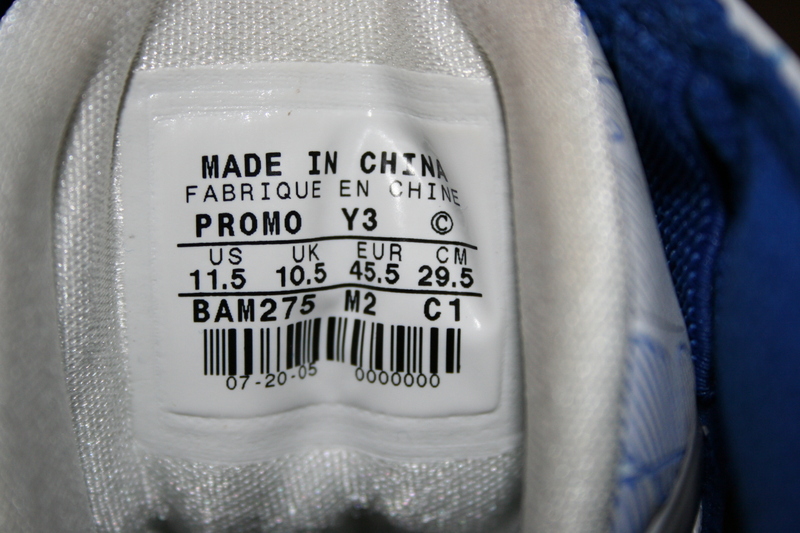 MADE IN CHINA
FABRIQUE EN CHINE
PROMO Y3 ©
US UK EUR CM
11.5 10.5 45.5 29.5
BAM275 M2 C1
07-20-05 0000000